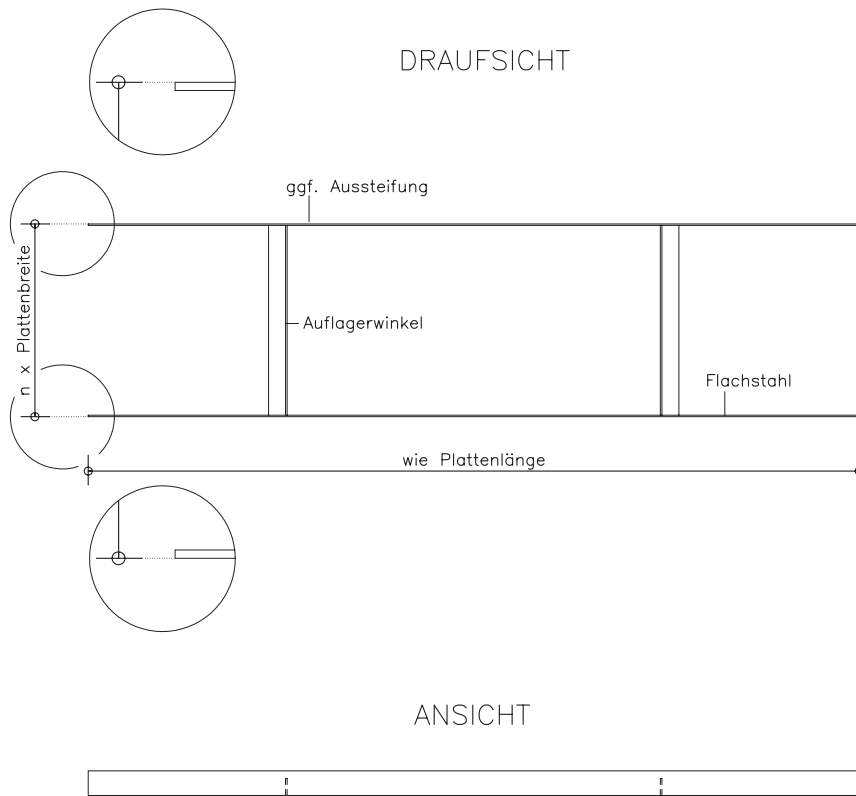 DRAUFSICHT
ggf. Aussteifung
n x Plattenbreite
Auflagerwinkel
Flachstahl
wie Plattenlänge
ANSICHT